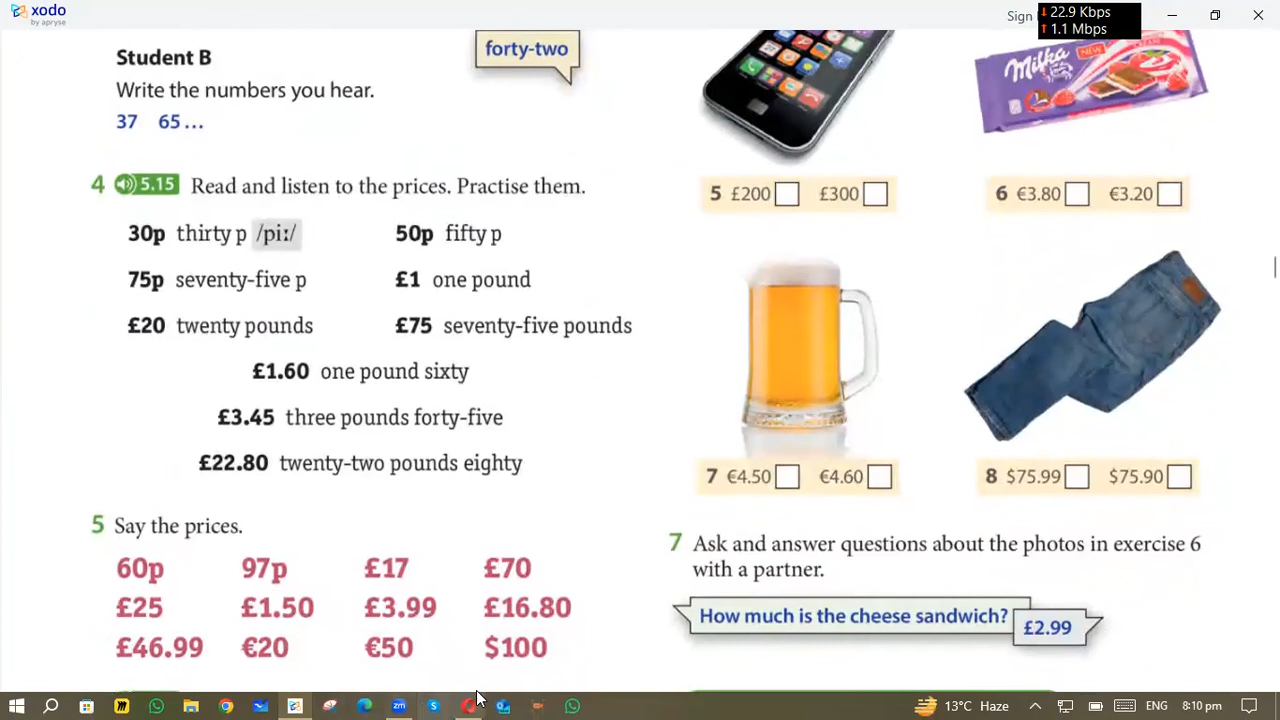 xodo
by apryse
Sign
↓ 22.9 Kbps
↑ 1.1 Mbps
Student B
Write the numbers you hear.
37 65...
forty-two
4 5.15 Read and listen to the prices. Practise them.
30p thirty p /piː/ 50p fifty p
75p seventy-five p £1 one pound
£20 twenty pounds £75 seventy-five pounds
£1.60 one pound sixty
£3.45 three pounds forty-five
£22.80 twenty-two pounds eighty
5 Say the prices.
60p 97p £17 £70
£25 £1.50 £3.99 £16.80
£46.99 €20 €50 $100
Milka
NEW
5 £200 £300
6 €3.80 €3.20
7 €4.50 €4.60
8 $75.99 $75.90
7 Ask and answer questions about the photos in exercise 6
with a partner.
How much is the cheese sandwich?
£2.99
zm
13°C Haze
8:10 pm